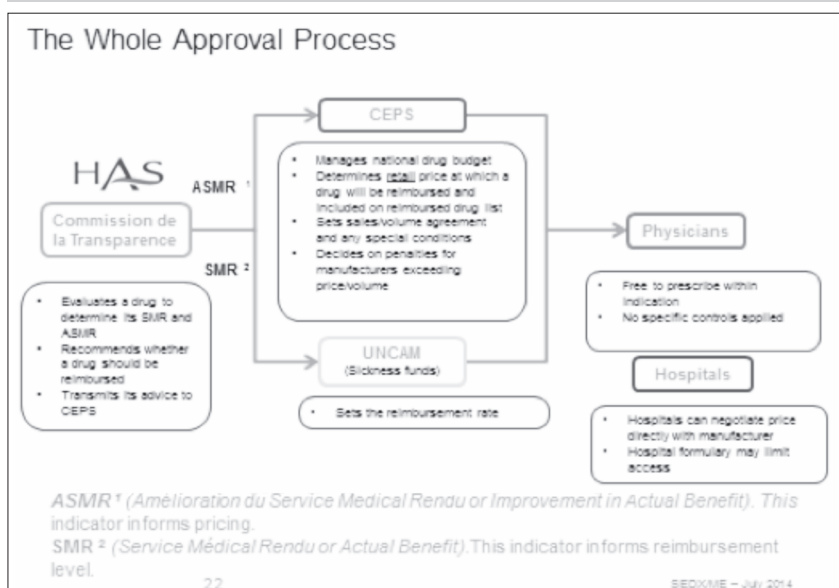 The Whole Approval Process
HAS
Commission de
la Transparence
• Evaluates a drug to
determine its SMR and
ASMR
• Recommends whether
a drug should be
reimbursed
• Transmits its advice to
CEPS
ASMR ¹
SMR ²
CEPS
• Manages national drug budget
• Determines retail price at which a
drug will be reimbursed and
included on reimbursed drug list
• Sets sales/volume agreement
and any special conditions
• Decides on penalties for
manufacturers exceeding
price/volume
UNCAM
(Sickness funds)
• Sets the reimbursement rate
Physicians
• Free to prescribe within
indication
• No specific controls applied
Hospitals
• Hospitals can negotiate price
directly with manufacturer
• Hospital formulary may limit
access
ASMR ¹ (Amélioration du Service Medical Rendu or Improvement in Actual Benefit). This
indicator informs pricing.
SMR ² (Service Médical Rendu or Actual Benefit).This indicator informs reimbursement
level.
22
SEDX/ME – July 2014